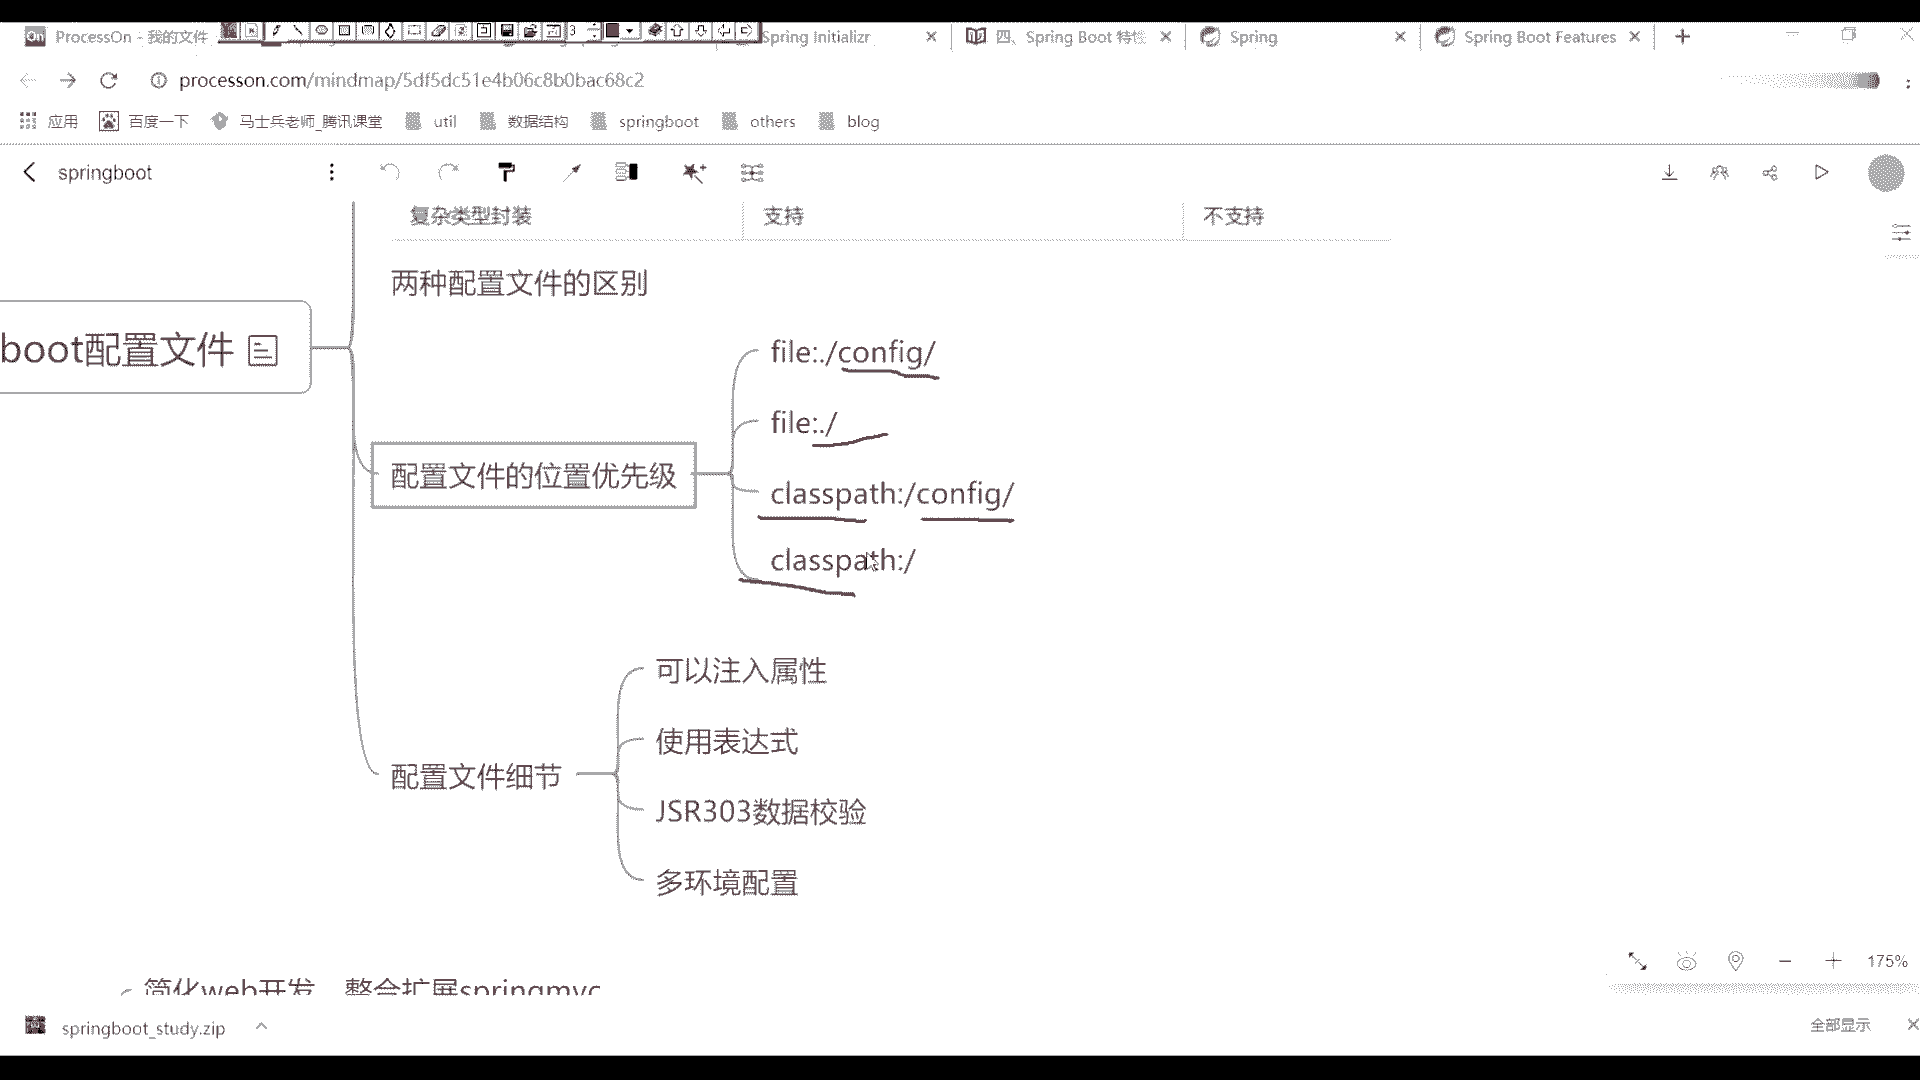 ProcessOn - 我的文件
Spring Initializr
四、Spring Boot 特性
Spring
Spring Boot Features
processon.com/mindmap/5df5dc51e4b06c8b0bac68c2
应用
百度一下
马士兵老师_腾讯课堂
util
数据结构
springboot
others
blog
springboot
复杂类型封装
支持
不支持
两种配置文件的区别
boot配置文件
file:./config/
file:./
配置文件的位置优先级
classpath:/config/
classpath:/
可以注入属性
使用表达式
配置文件细节
JSR303数据校验
多环境配置
简化web开发 整合扩展springmvc
175%
springboot_study.zip
全部显示